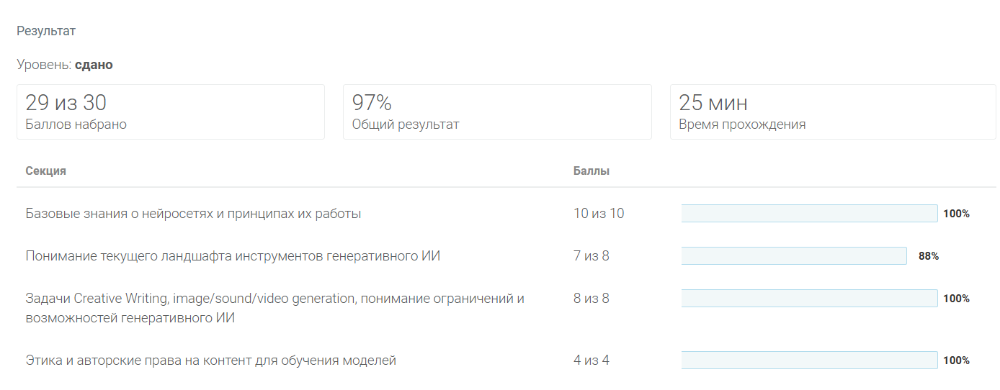 Результат
Уровень: сдано
29 из 30
Баллов набрано
97%
Общий результат
25 мин
Время прохождения
Секция Баллы
Базовые знания о нейросетях и принципах их работы 10 из 10 100%
Понимание текущего ландшафта инструментов генеративного ИИ 7 из 8 88%
Задачи Creative Writing, image/sound/video generation, понимание ограничений и 8 из 8 100%
возможностей генеративного ИИ
Этика и авторские права на контент для обучения моделей 4 из 4 100%